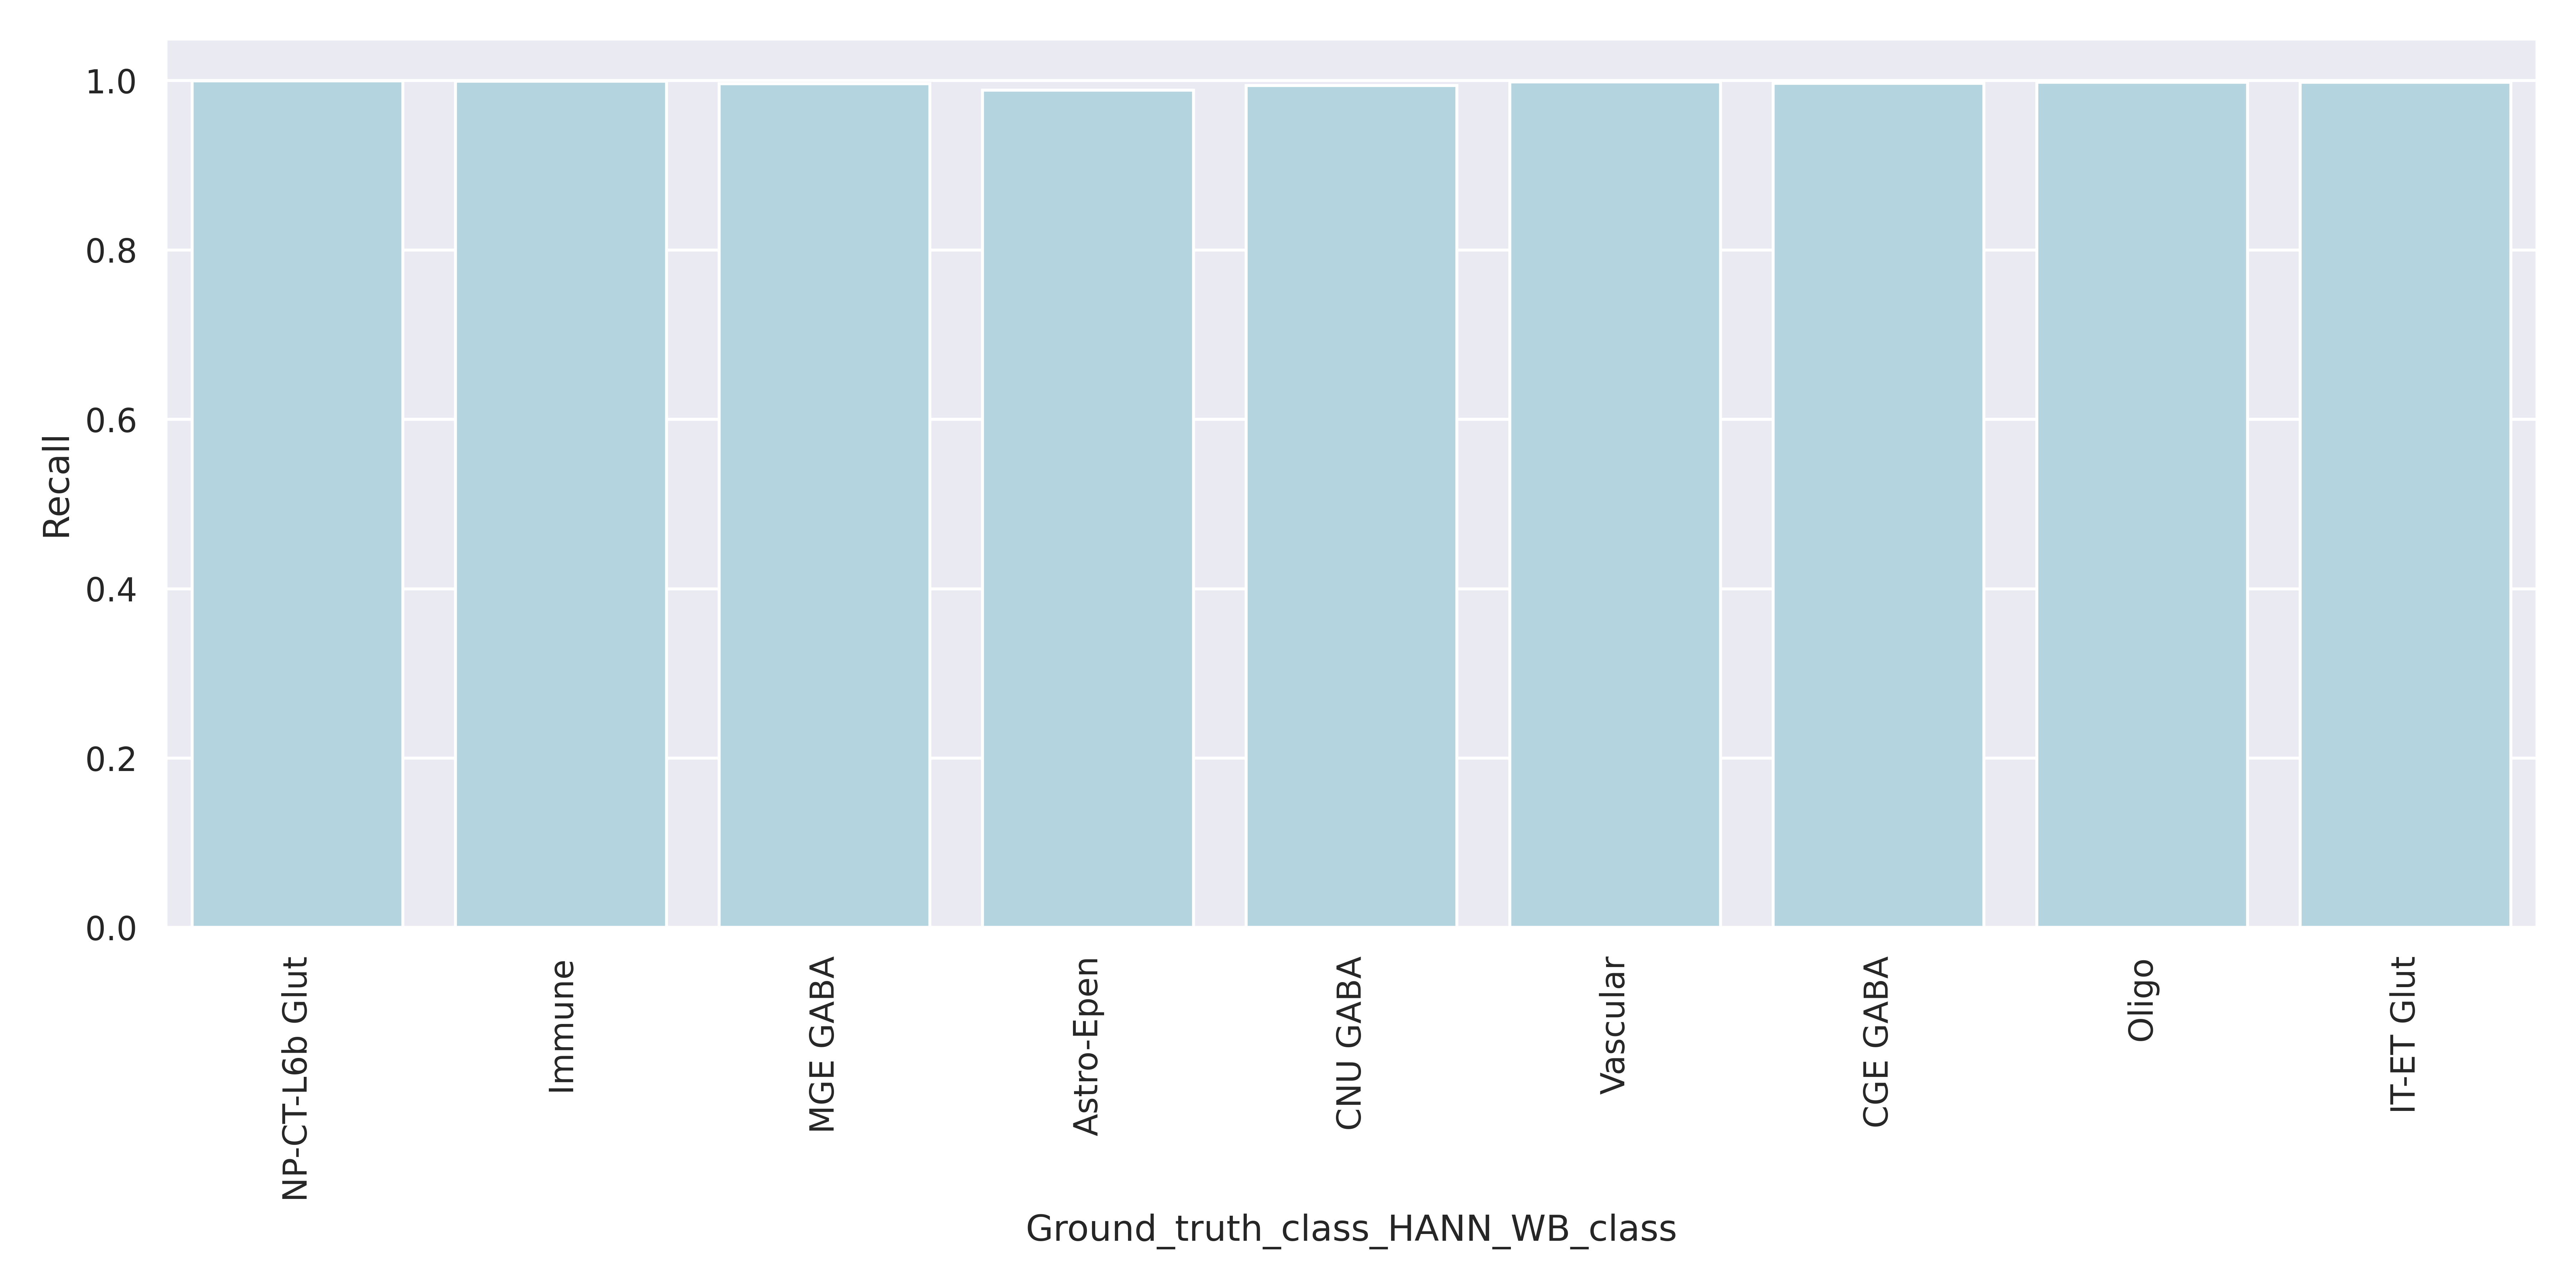 1.0
0.8
0.6
0.4
0.2
0.0
Recall
NP-CT-L6b Glut
Immune
MGE GABA
Astro-Epen
CNU GABA
Vascular
CGE GABA
Oligo
IT-ET Glut
Ground_truth_class_HANN_WB_class